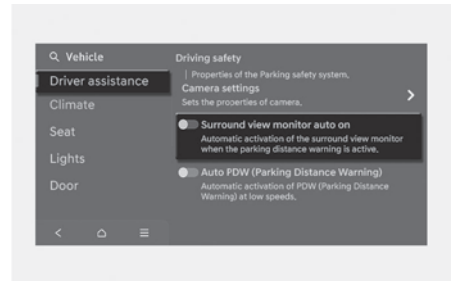 Vehicle
Driver assistance
Climate
Seat
Lights
Door
Driving safety
Properties of the Parking safety system.
Camera settings
Sets the properties of camera.
Surround view monitor auto on
Automatic activation of the surround view monitor
when the parking distance warning is active.
Auto PDW (Parking Distance Warning)
Automatic activation of PDW (Parking Distance
Warning) at low speeds.